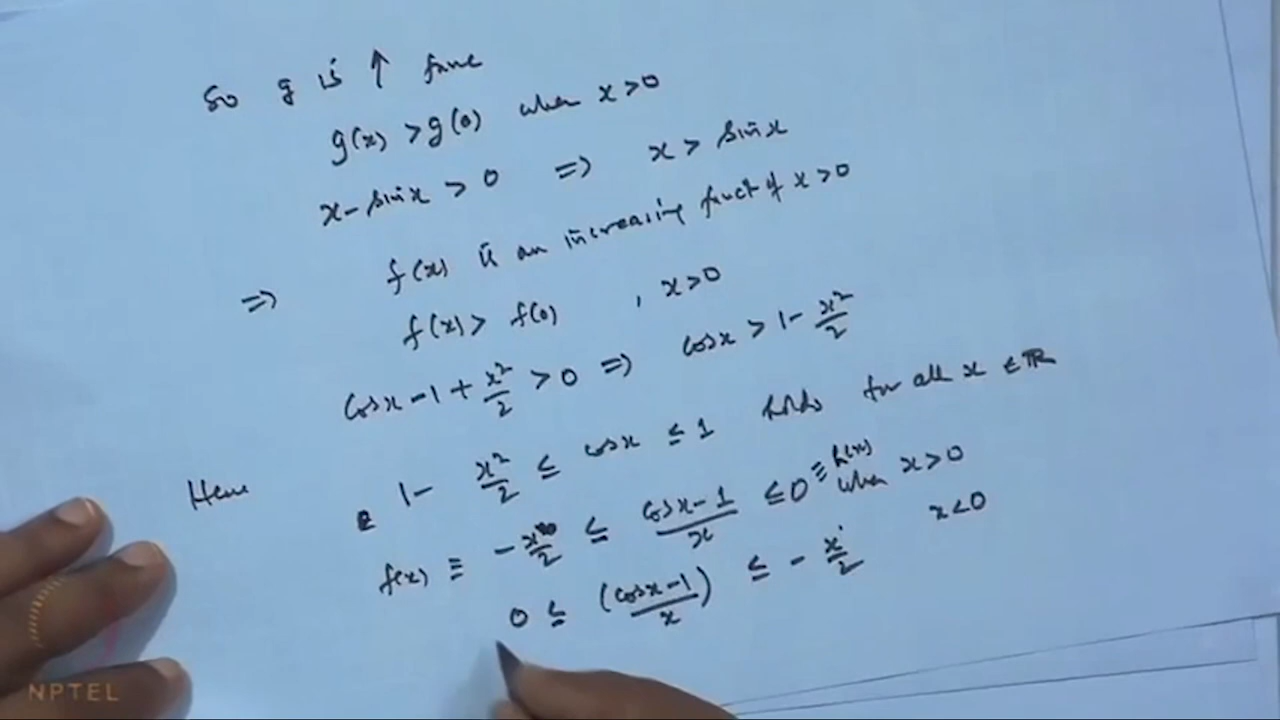 So g is ↑ func
g(x) > g(0) when x>0
x - sin x > 0 ⇒ x > sin x
⇒ f(x) is an increasing funct of x>0
f(x) > f(0) , x>0
cos x - 1 + x²/2 > 0 ⇒ cos x > 1 - x²/2
Hence 1 - x²/2 ≤ cos x ≤ 1 holds for all x ∈ ℝ
f(x) ≡ - x/2 ≤ (cos x - 1)/x ≤ 0 ≡ h(x) when x>0
0 ≤ (cos x - 1)/x ≤ - x/2 x<0
NPTEL